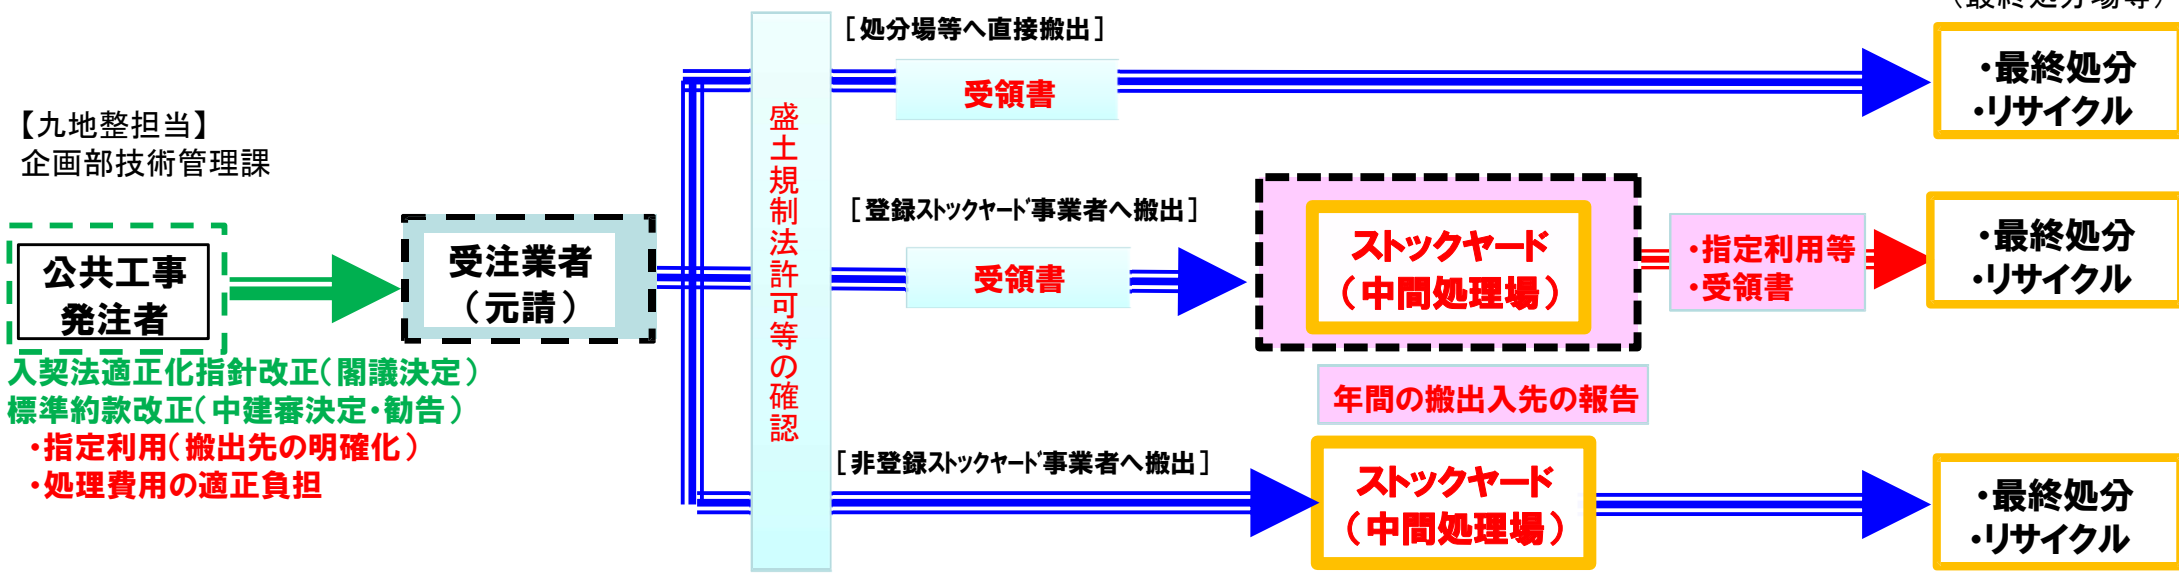 (最終処分場等)
[処分場等へ直接搬出]
・最終処分
・リサイクル
受領書
【九地整担当】
企画部技術管理課
盛土規制法許可等の確認
[登録ストックヤード事業者へ搬出]
公共工事
発注者
受注業者
(元請)
受領書
ストックヤード
(中間処理場)
・指定利用等
・受領書
・最終処分
・リサイクル
入契法適正化指針改正(閣議決定)
標準約款改正(中建審決定・勧告)
・指定利用(搬出先の明確化)
・処理費用の適正負担
年間の搬出入先の報告
[非登録ストックヤード事業者へ搬出]
ストックヤード
(中間処理場)
・最終処分
・リサイクル